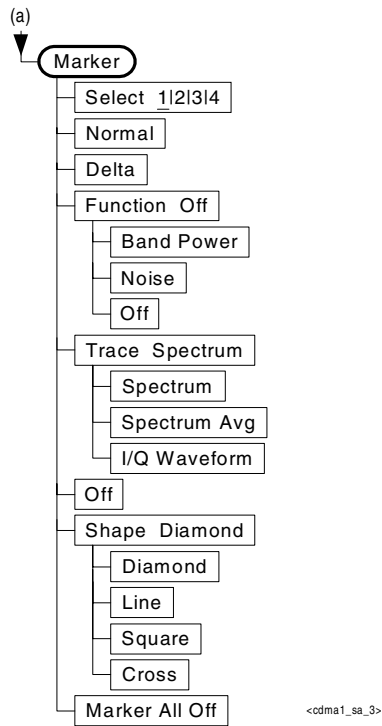 (a)
Marker
Select 1|2|3|4
Normal
Delta
Function Off
Band Power
Noise
Off
Trace Spectrum
Spectrum
Spectrum Avg
I/Q Waveform
Off
Shape Diamond
Diamond
Line
Square
Cross
Marker All Off
<cdma1_sa_3>